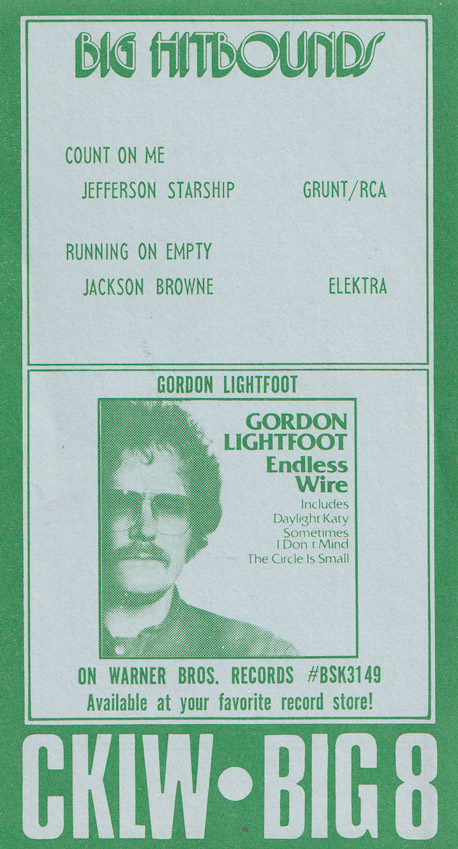 BIG HITBOUNDS
COUNT ON ME
JEFFERSON STARSHIP GRUNT/RCA
RUNNING ON EMPTY
JACKSON BROWNE ELEKTRA
GORDON LIGHTFOOT
GORDON
LIGHTFOOT
Endless
Wire
Includes
Daylight Katy
Sometimes
I Don't Mind
The Circle Is Small
ON WARNER BROS. RECORDS #BSK3149
Available at your favorite record store!
CKLW•BIG 8